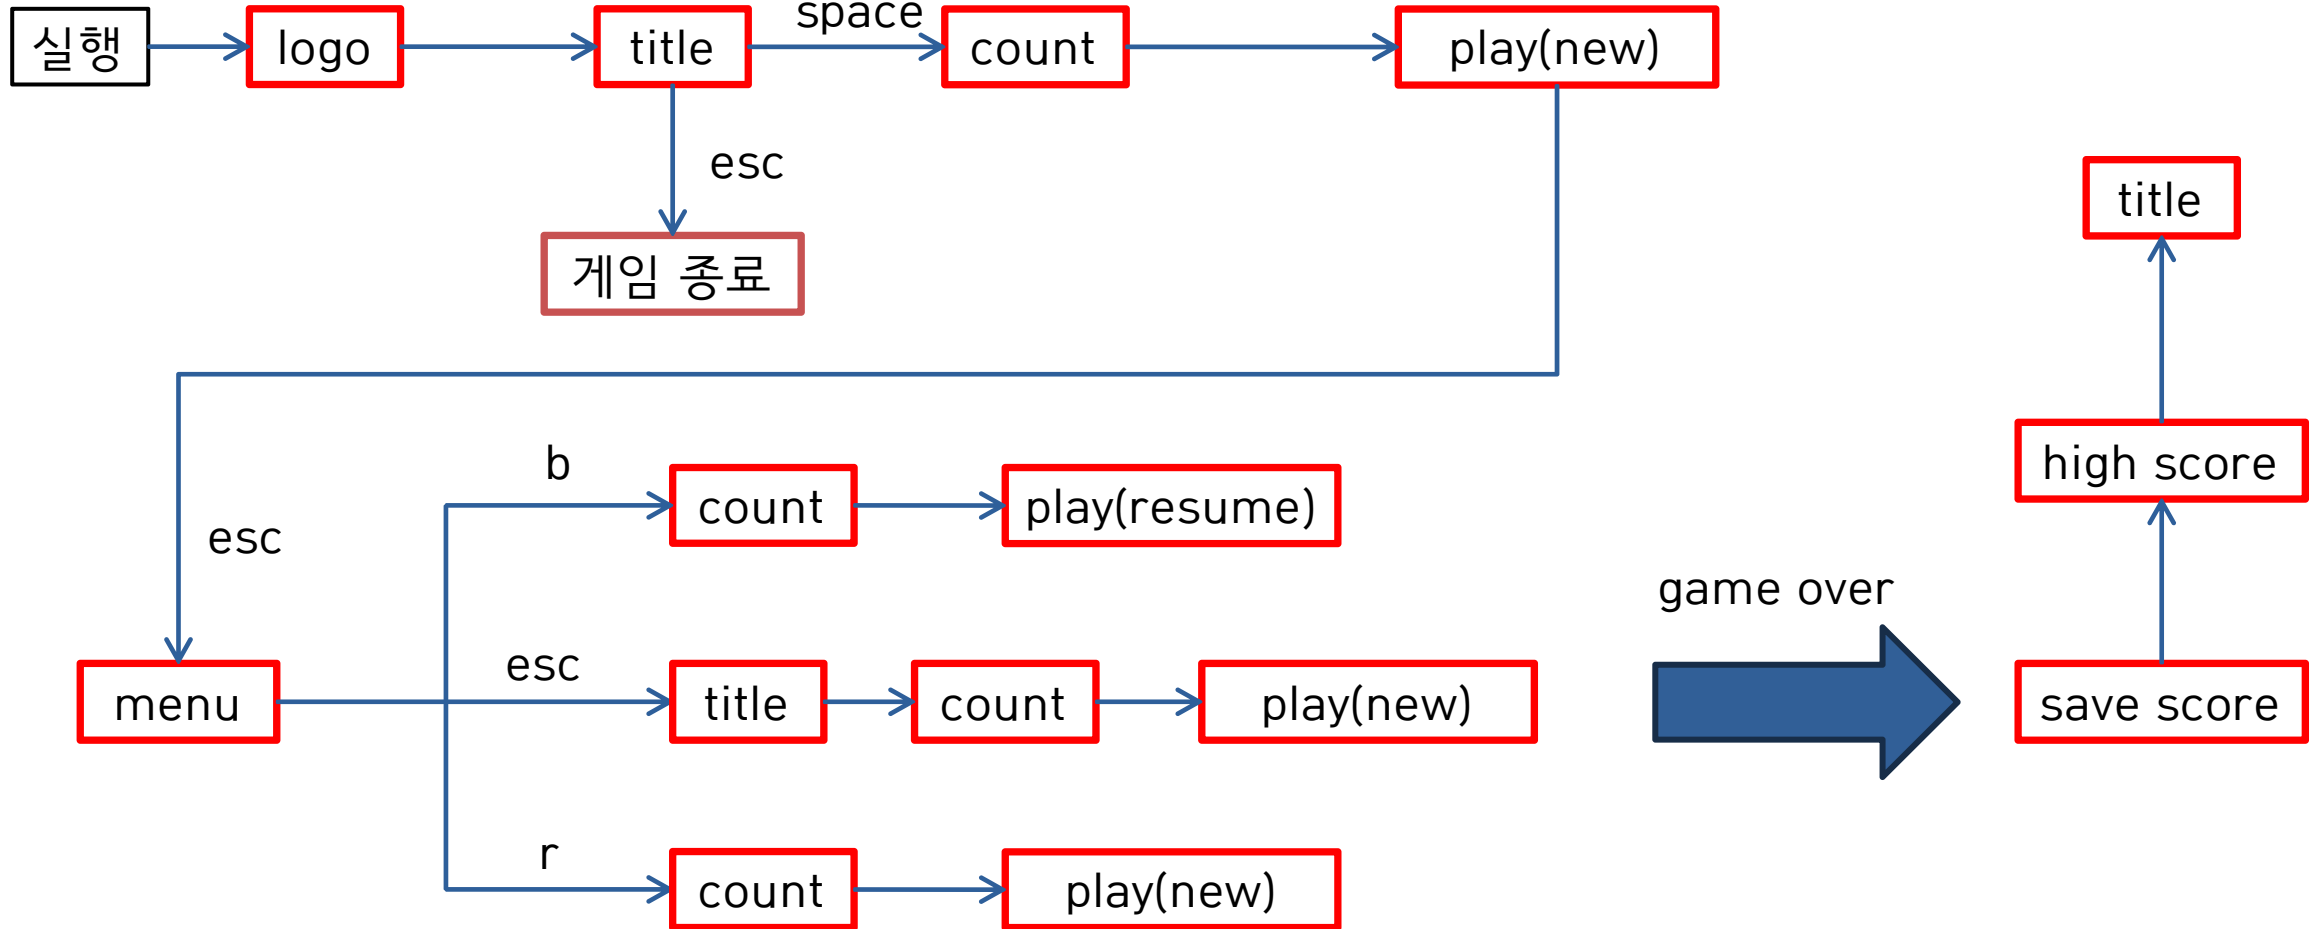 실행
logo
title
space
count
play(new)
esc
게임 종료
title
high score
save score
game over
esc
menu
b
count
play(resume)
esc
title
count
play(new)
r
count
play(new)